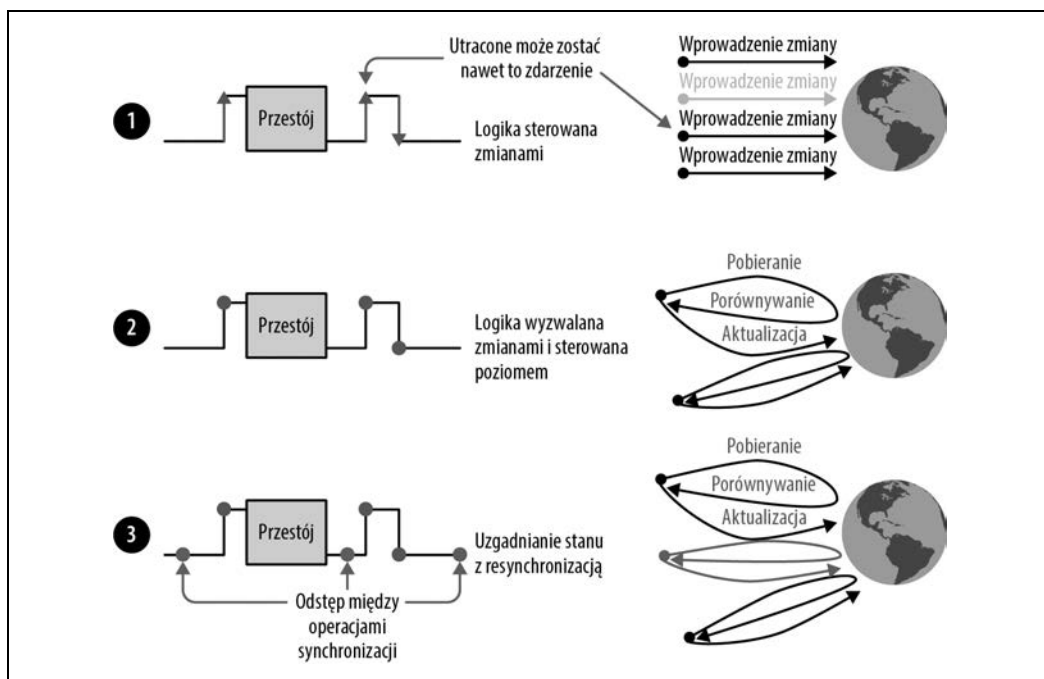 Utracone może zostać
nawet to zdarzenie
Wprowadzenie zmiany
Wprowadzenie zmiany
Wprowadzenie zmiany
Wprowadzenie zmiany
1
Przestój
Logika sterowana
zmianami
2
Przestój
Logika wyzwalana
zmianami i sterowana
poziomem
Pobieranie
Porównywanie
Aktualizacja
3
Przestój
Uzgadnianie stanu
z resynchronizacją
Odstęp między
operacjami
synchronizacji
Pobieranie
Porównywanie
Aktualizacja